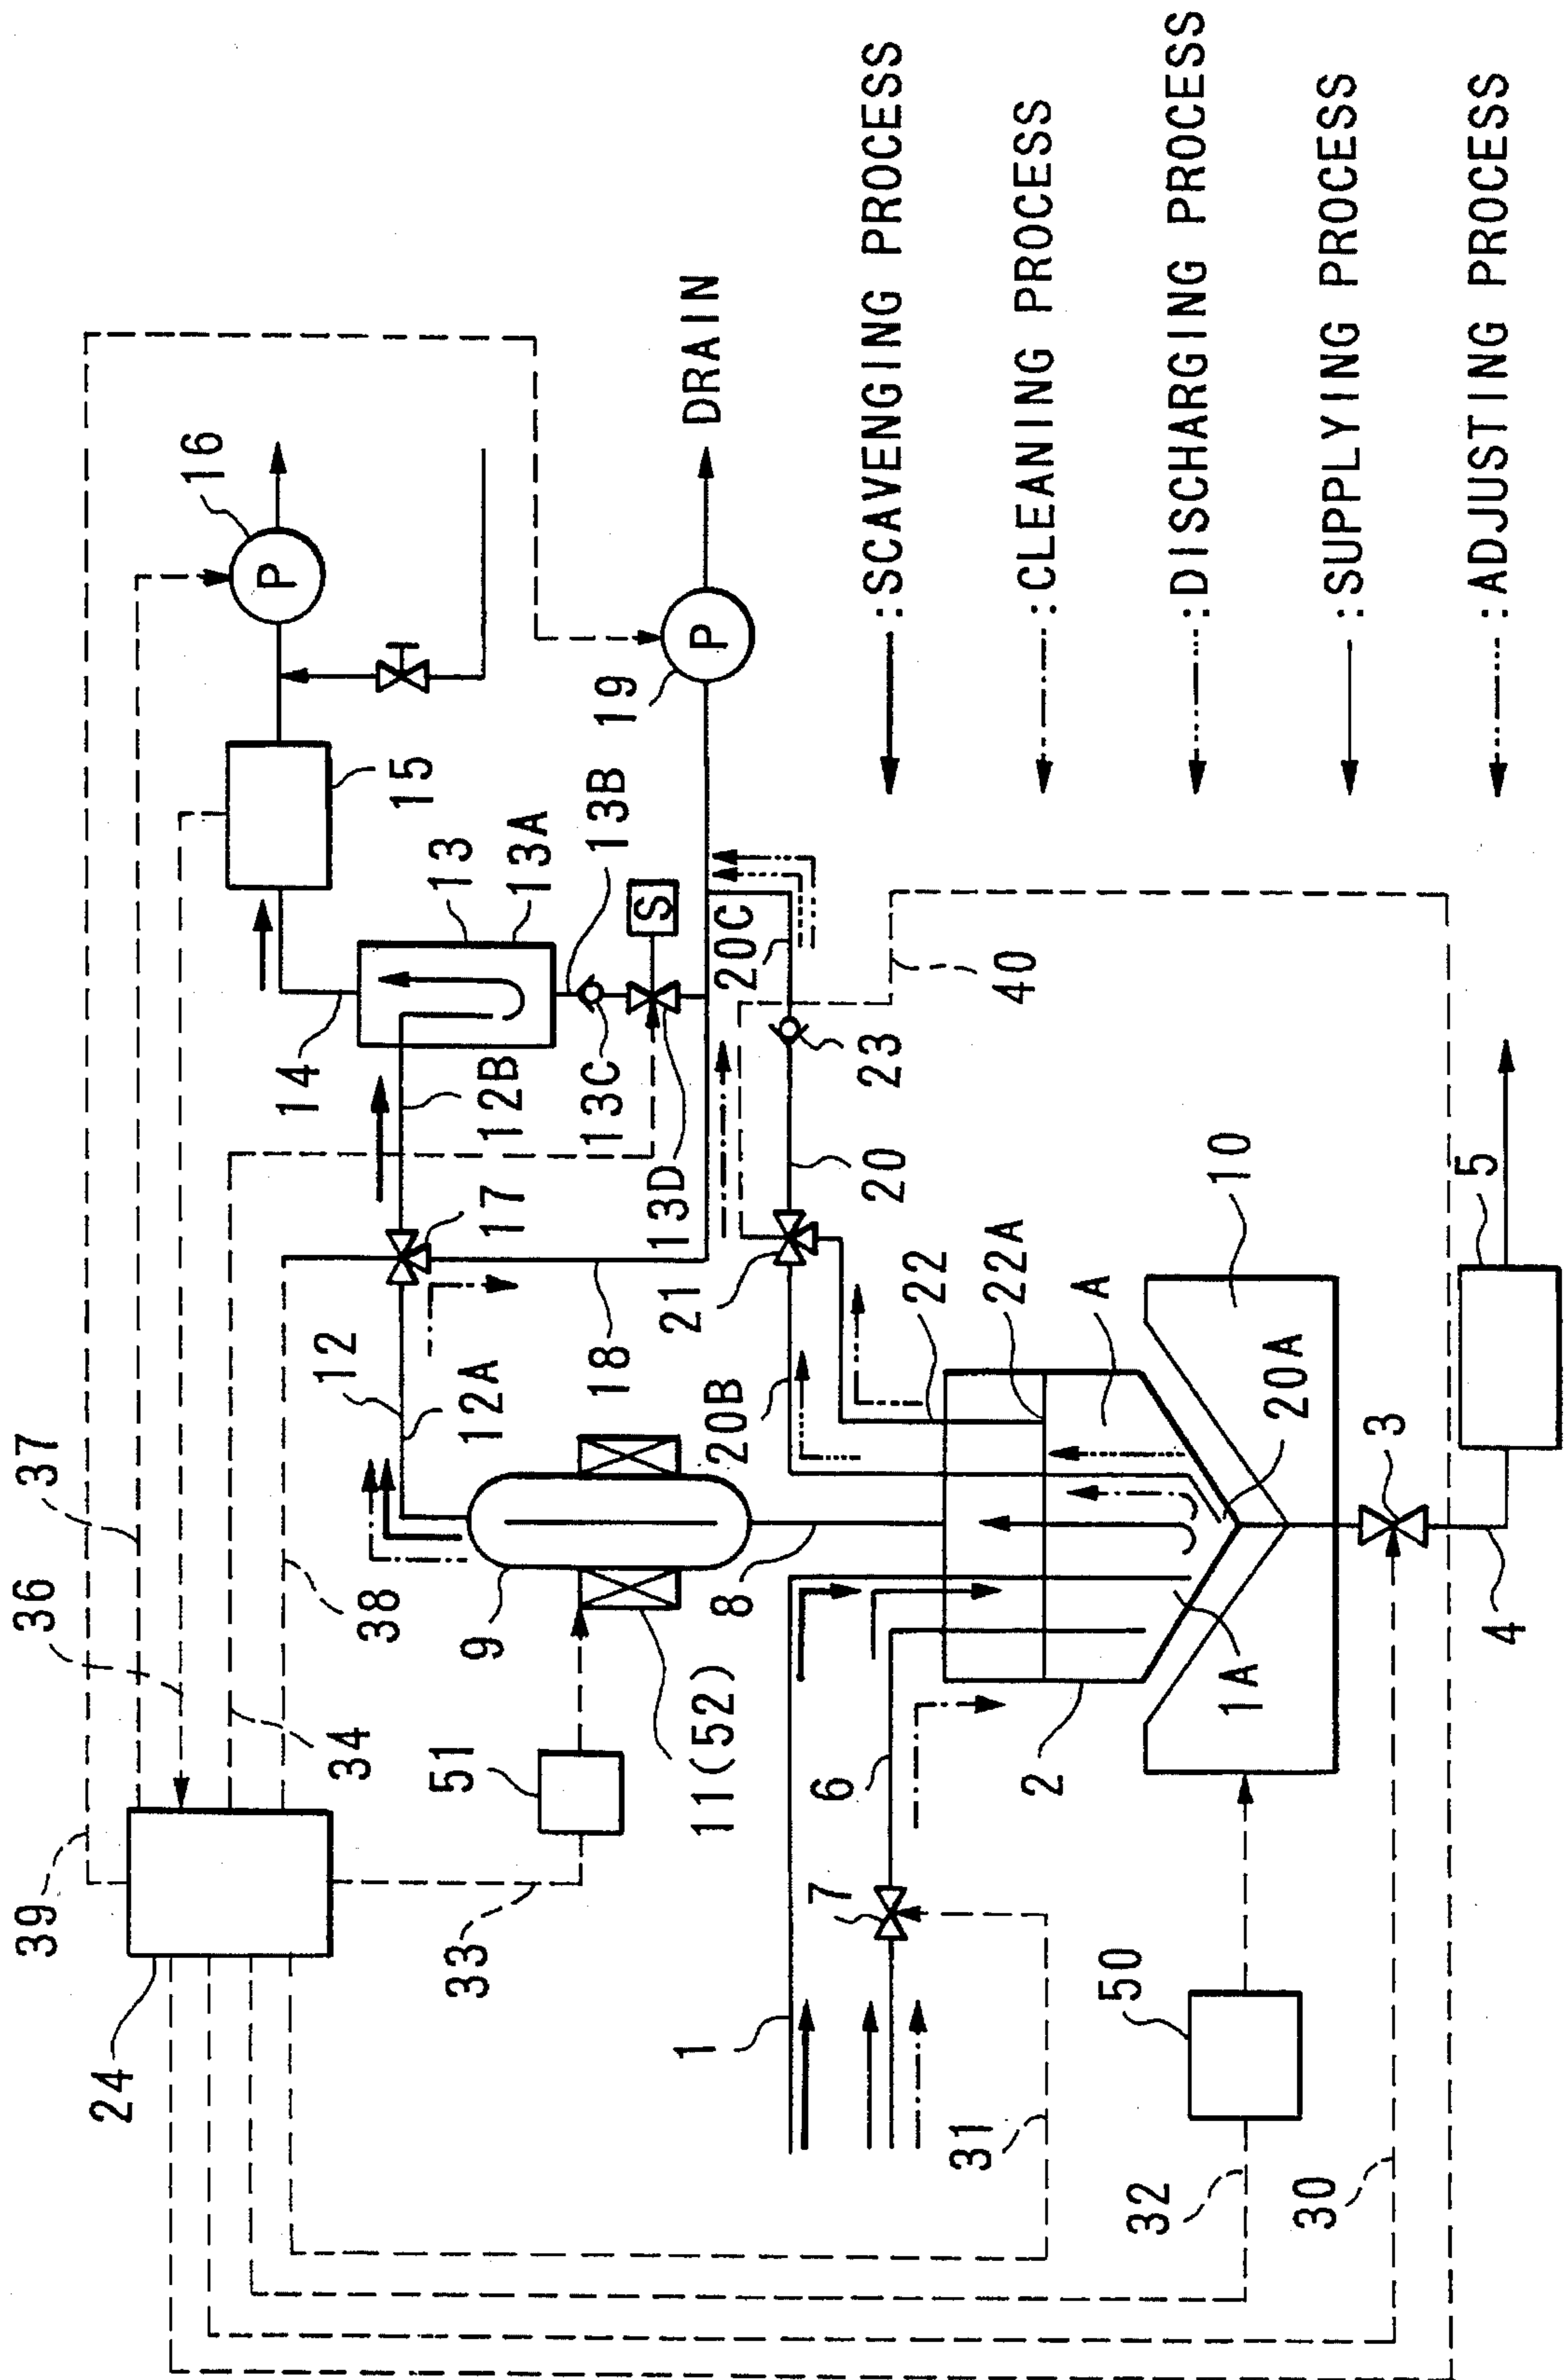 39
36
37
24
34
38
33
51
16
15
14
13
13A
13B
13C
13D
S
P
P
19
DRAIN
12
12A
12B
17
18
9
11(52)
8
1
7
6
31
2
1A
A
22
22A
20A
20B
20C
20
21
23
40
10
50
32
30
3
4
5
:SCAVENGING PROCESS
:CLEANING PROCESS
:DISCHARGING PROCESS
:SUPPLYING PROCESS
:ADJUSTING PROCESS